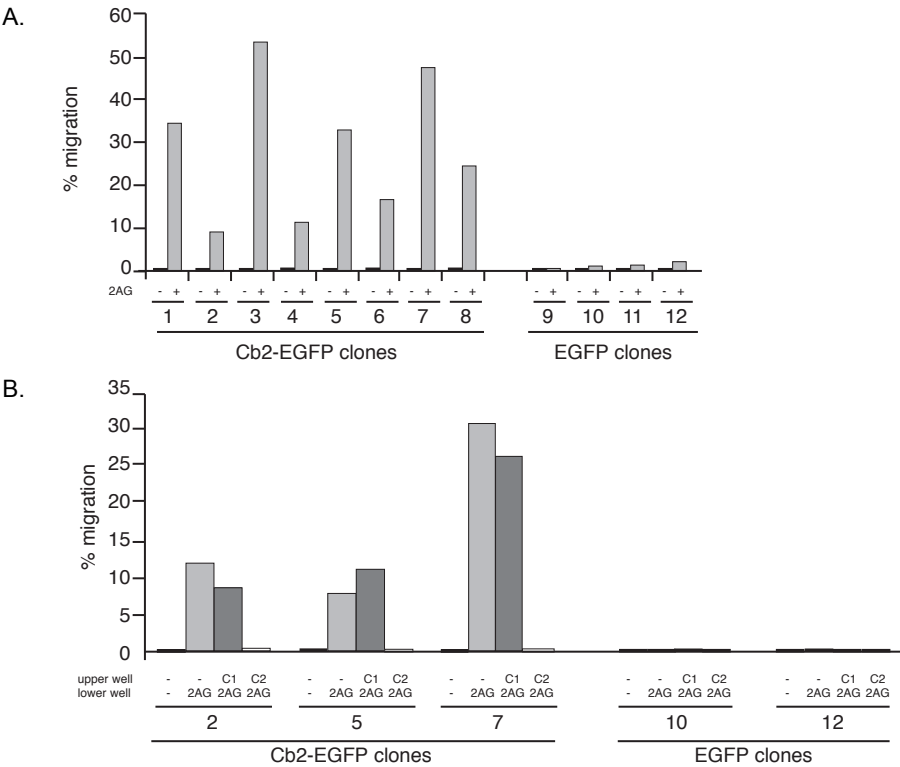 A.
60
50
40
30
20
10
0
% migration
2AG - + - + - + - + - + - + - + - + - + - + - + - +
1 2 3 4 5 6 7 8 9 10 11 12
Cb2-EGFP clones EGFP clones
B.
35
30
25
20
15
10
5
0
% migration
upper well - - C1 C2 - - C1 C2 - - C1 C2 - - C1 C2 - - C1 C2
lower well - 2AG 2AG 2AG - 2AG 2AG 2AG - 2AG 2AG 2AG - 2AG 2AG 2AG - 2AG 2AG 2AG
2 5 7 10 12
Cb2-EGFP clones EGFP clones